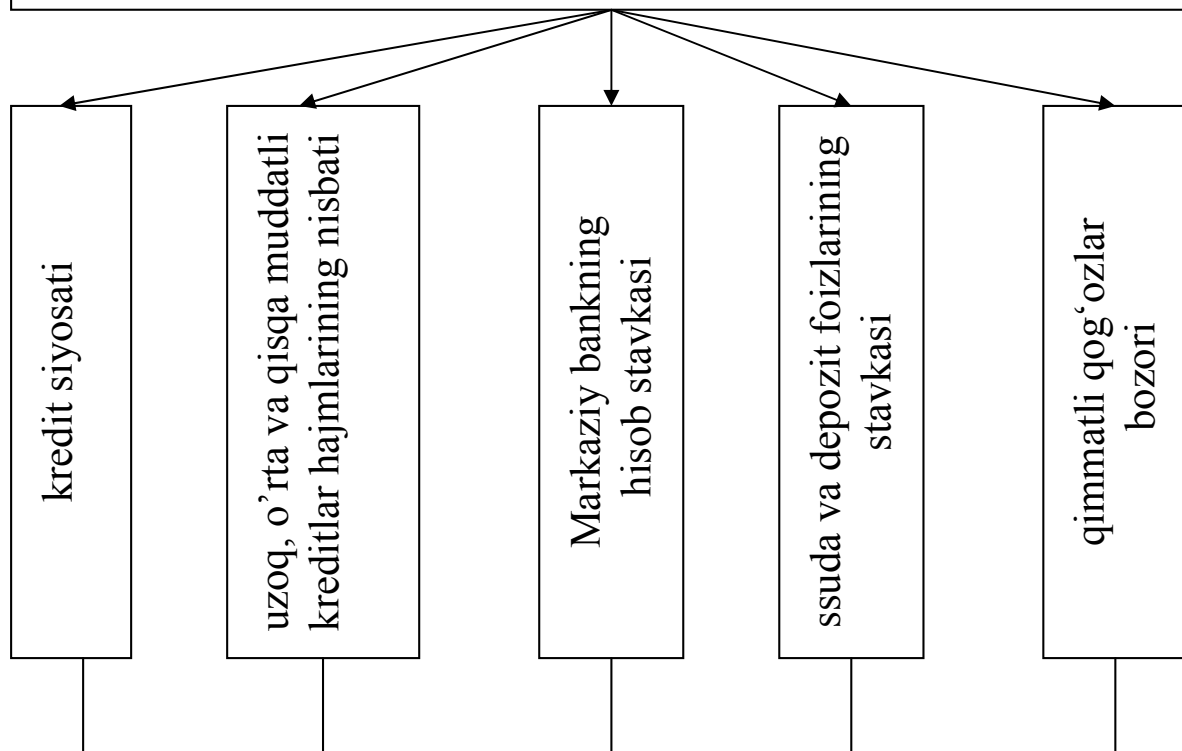 kredit siyosati
uzoq, o’rta va qisqa muddatli
kreditlar hajmlarining nisbati
Markaziy bankning
hisob stavkasi
ssuda va depozit foizlarining
stavkasi
qimmatli qog‘ozlar
bozori